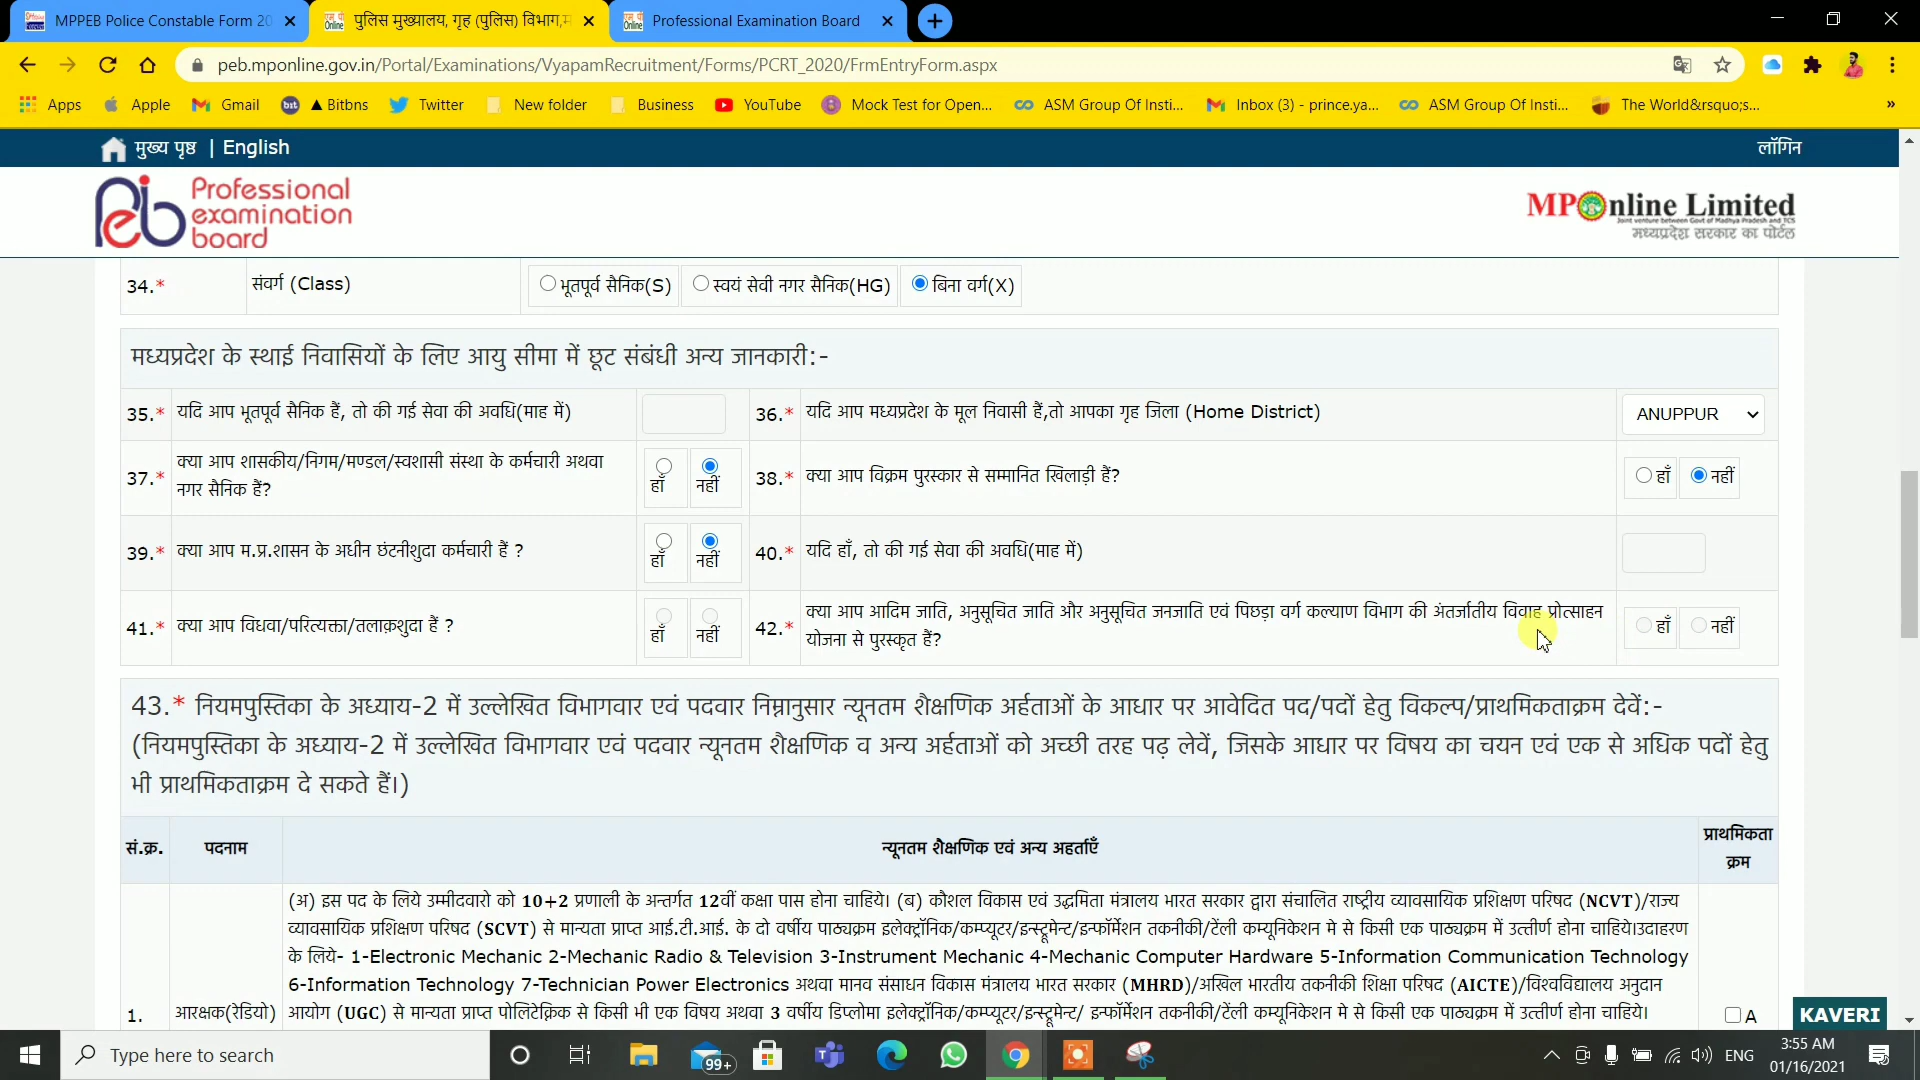 MPPEB Police Constable Form 20
पुलिस मुख्यालय, गृह (पुलिस) विभाग,म
Professional Examination Board
peb.mponline.gov.in/Portal/Examinations/VyapamRecruitment/Forms/PCRT_2020/FrmEntryForm.aspx
Apps Apple Gmail ▲ Bitbns Twitter New folder Business YouTube Mock Test for Open... ASM Group Of Insti... Inbox (3) - prince.ya... ASM Group Of Insti... The World&rsquo;s... »
मुख्य पृष्ठ | English लॉगिन
Professional
examination
board
MPOnline Limited
Joint venture between Govt of Madhya Pradesh and TCS
मध्यप्रदेश सरकार का पोर्टल
34.* संवर्ग (Class) भूतपूर्व सैनिक(S) स्वयं सेवी नगर सैनिक(HG) बिना वर्ग(X)
मध्यप्रदेश के स्थाई निवासियों के लिए आयु सीमा में छूट संबंधी अन्य जानकारी:-
35.* यदि आप भूतपूर्व सैनिक हैं, तो की गई सेवा की अवधि(माह में)
36.* यदि आप मध्यप्रदेश के मूल निवासी हैं,तो आपका गृह जिला (Home District) ANUPPUR
37.* क्या आप शासकीय/निगम/मण्डल/स्वशासी संस्था के कर्मचारी अथवा
नगर सैनिक हैं? हाँ नहीं
38.* क्या आप विक्रम पुरस्कार से सम्मानित खिलाड़ी हैं? हाँ नहीं
39.* क्या आप म.प्र.शासन के अधीन छंटनीशुदा कर्मचारी हैं ? हाँ नहीं
40.* यदि हाँ, तो की गई सेवा की अवधि(माह में)
41.* क्या आप विधवा/परित्यक्ता/तलाक़शुदा हैं ? हाँ नहीं
42.* क्या आप आदिम जाति, अनुसूचित जाति और अनुसूचित जनजाति एवं पिछड़ा वर्ग कल्याण विभाग की अंतर्जातीय विवाह प्रोत्साहन
योजना से पुरस्कृत हैं? हाँ नहीं
43.* नियमपुस्तिका के अध्याय-2 में उल्लेखित विभागवार एवं पदवार निम्नानुसार न्यूनतम शैक्षणिक अर्हताओं के आधार पर आवेदित पद/पदों हेतु विकल्प/प्राथमिकताक्रम देवें:-
(नियमपुस्तिका के अध्याय-2 में उल्लेखित विभागवार एवं पदवार न्यूनतम शैक्षणिक व अन्य अर्हताओं को अच्छी तरह पढ़ लेवें, जिसके आधार पर विषय का चयन एवं एक से अधिक पदों हेतु
भी प्राथमिकताक्रम दे सकते हैं।)
सं.क्र. पदनाम न्यूनतम शैक्षणिक एवं अन्य अहर्ताएँ प्राथमिकता
क्रम
(अ) इस पद के लिये उम्मीदवारो को 10+2 प्रणाली के अन्तर्गत 12वीं कक्षा पास होना चाहिये। (ब) कौशल विकास एवं उद्धमिता मंत्रालय भारत सरकार द्वारा संचालित राष्ट्रीय व्यावसायिक प्रशिक्षण परिषद (NCVT)/राज्य
व्यावसायिक प्रशिक्षण परिषद (SCVT) से मान्यता प्राप्त आई.टी.आई. के दो वर्षीय पाठ्यक्रम इलेक्ट्रॉनिक/कम्प्यूटर/इन्स्ट्रूमेन्ट/इन्फॉर्मेशन तकनीकी/टेंली कम्यूनिकेशन मे से किसी एक पाठ्यक्रम में उत्त्तीर्ण होना चाहिये।उदाहरण
के लिये- 1-Electronic Mechanic 2-Mechanic Radio & Television 3-Instrument Mechanic 4-Mechanic Computer Hardware 5-Information Communication Technology
6-Information Technology 7-Technician Power Electronics अथवा मानव संसाधन विकास मंत्रालय भारत सरकार (MHRD)/अखिल भारतीय तकनीकी शिक्षा परिषद (AICTE)/विश्वविद्यालय अनुदान
1. आरक्षक(रेडियो) आयोग (UGC) से मान्यता प्राप्त पोलिटेक्निक से किसी भी एक विषय अथवा 3 वर्षीय डिप्लोमा इलेक्ट्रॉनिक/कम्प्यूटर/इन्स्ट्रूमेन्ट/ इन्फॉर्मेशन तकनीकी/टेंली कम्यूनिकेशन मे से किसी एक पाठ्यक्रम में उत्त्तीर्ण होना चाहिये। A
KAVERI
Type here to search
99+
ENG
3:55 AM
01/16/2021